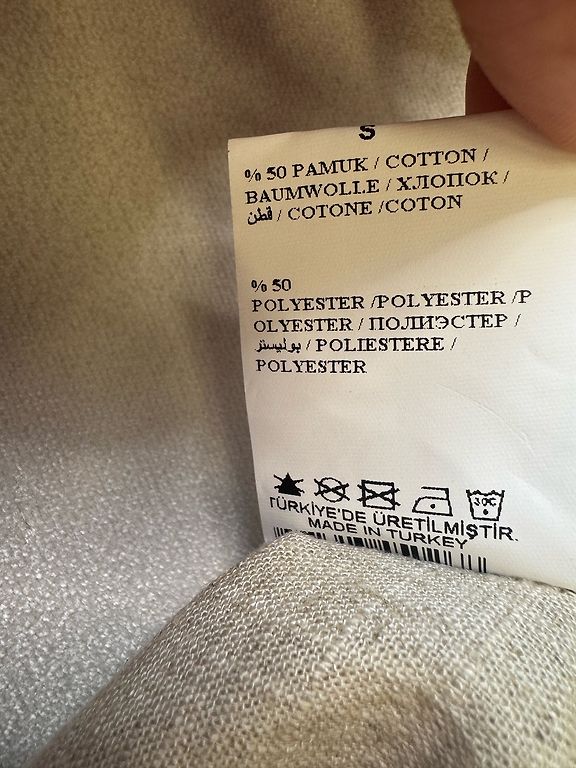 S
% 50 PAMUK / COTTON /
BAUMWOLLE / ХЛОПОК /
قطن / COTONE /COTON
% 50
POLYESTER /POLYESTER /P
OLYESTER / ПОЛИЭСТЕР /
بوليستر / POLIESTERE /
POLYESTER
30C
TÜRKİYE'DE ÜRETİLMİŞTİR.
MADE IN TURKEY